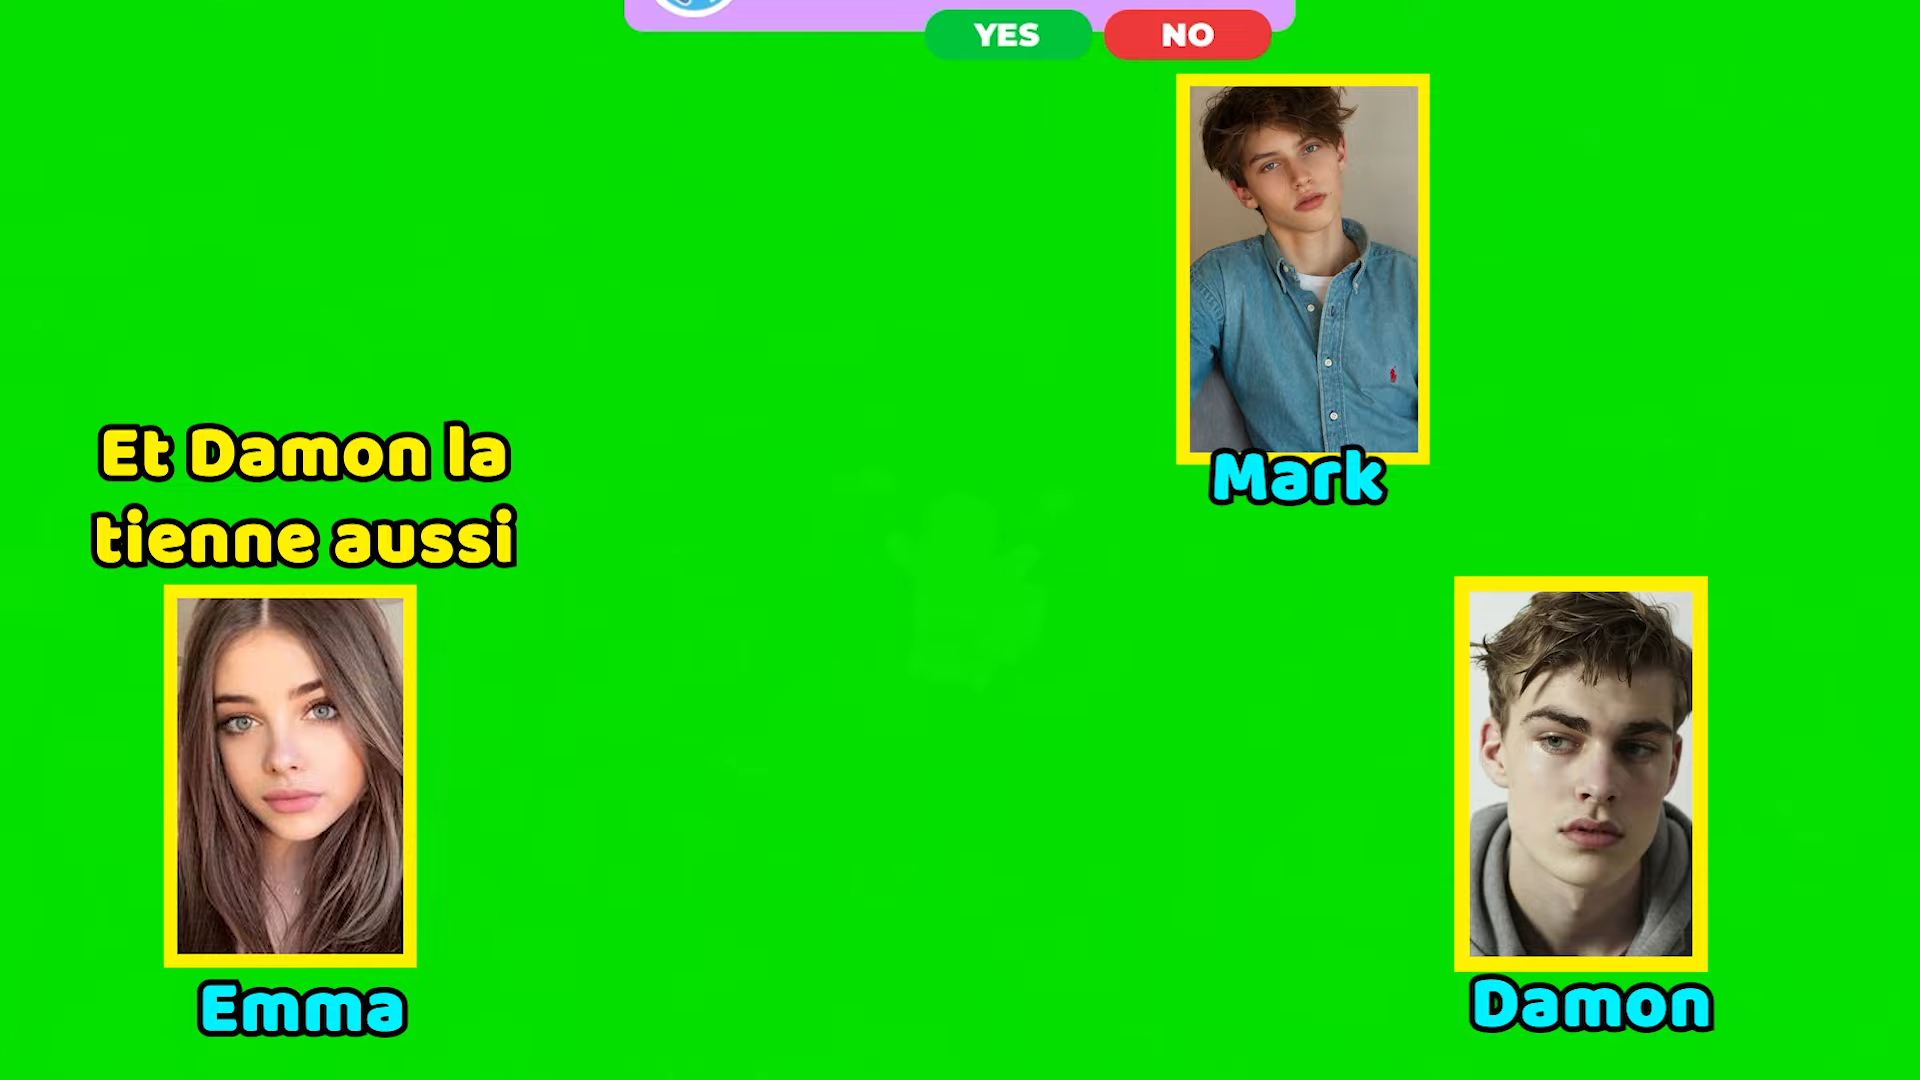 YES NO
Mark
Et Damon la
tienne aussi
Emma
Damon